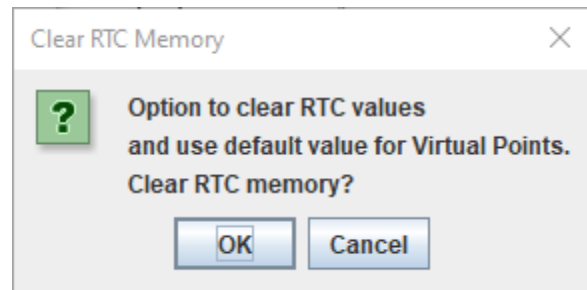 Clear RTC Memory
?
Option to clear RTC values
and use default value for Virtual Points.
Clear RTC memory?
OK
Cancel